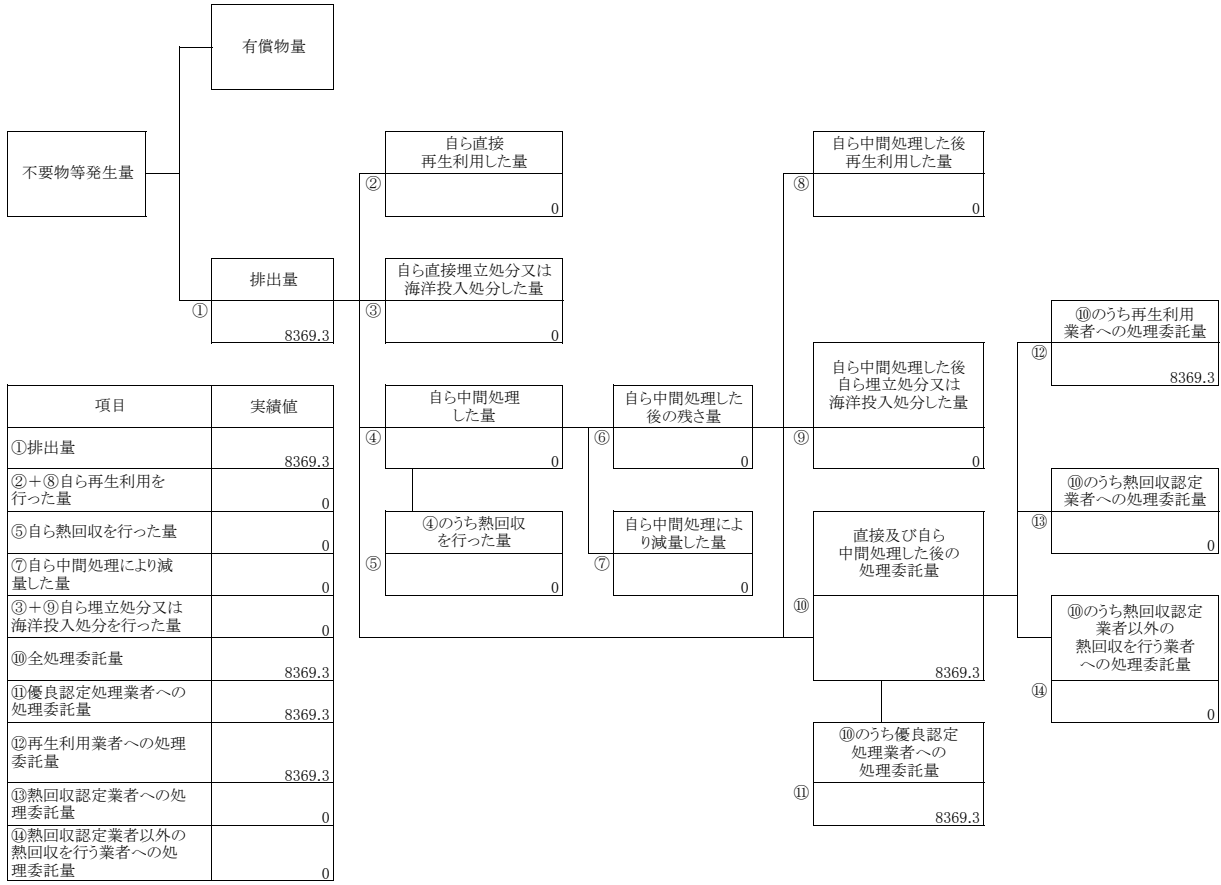 有償物量
不要物等発生量
自ら直接
再生利用した量
②
0
自ら中間処理した後
再生利用した量
⑧
0
排出量
①
8369.3
自ら直接埋立処分又は
海洋投入処分した量
③
0
⑩のうち再生利用
業者への処理委託量
⑫
8369.3
自ら中間処理
した量
④
0
自ら中間処理した
後の残さ量
⑥
0
自ら中間処理した後
自ら埋立処分又は
海洋投入処分した量
⑨
0
⑩のうち熱回収認定
業者への処理委託量
⑬
0
④のうち熱回収
を行った量
⑤
0
自ら中間処理によ
り減量した量
⑦
0
直接及び自ら
中間処理した後の
処理委託量
⑩
8369.3
⑩のうち熱回収認定
業者以外の
熱回収を行う業者
への処理委託量
⑭
0
⑩のうち優良認定
処理業者への
処理委託量
⑪
8369.3
項目 実績値
①排出量 8369.3
②+⑧自ら再生利用を
行った量 0
⑤自ら熱回収を行った量 0
⑦自ら中間処理により減
量した量 0
③+⑨自ら埋立処分又は
海洋投入処分を行った量 0
⑩全処理委託量 8369.3
⑪優良認定処理業者への
処理委託量 8369.3
⑫再生利用業者への処理
委託量 8369.3
⑬熱回収認定業者への処
理委託量 0
⑭熱回収認定業者以外の
熱回収を行う業者への処
理委託量 0